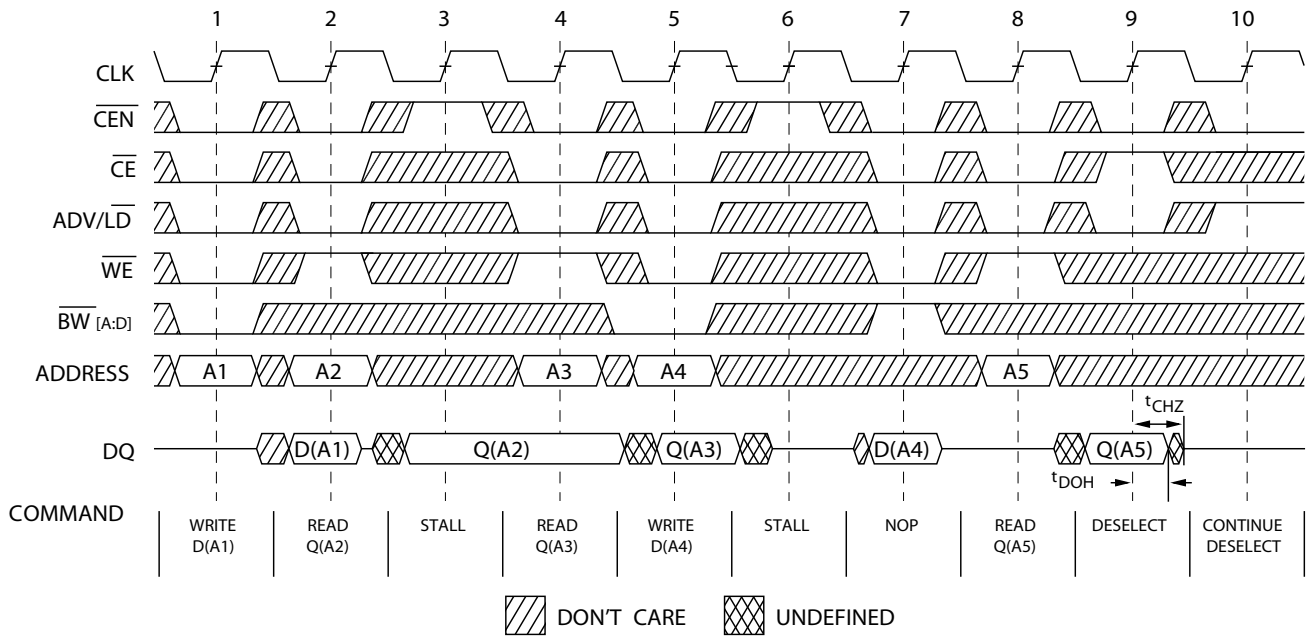 1 2 3 4 5 6 7 8 9 10
CLK
CEN
CE
ADV/LD
WE
BW [A:D]
ADDRESS A1 A2 A3 A4 A5
tCHZ
DQ D(A1) Q(A2) Q(A3) D(A4) Q(A5)
tDOH
COMMAND
WRITE READ STALL READ WRITE STALL NOP READ DESELECT CONTINUE
D(A1) Q(A2) Q(A3) D(A4) Q(A5) DESELECT
DON'T CARE UNDEFINED